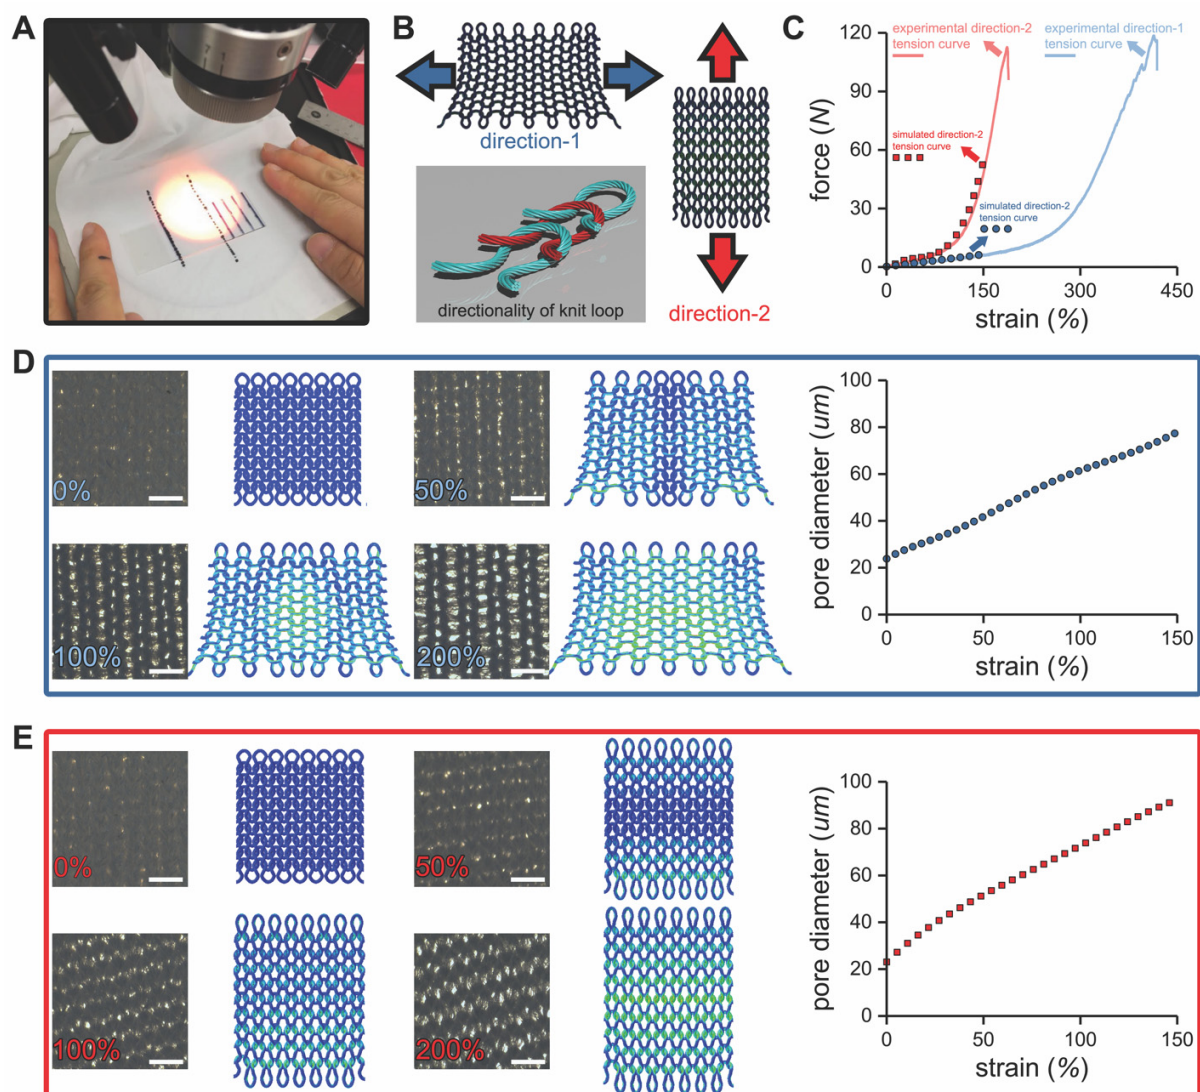 A
B
direction-1
directionality of knit loop
direction-2
C
force (N)
120
90
60
30
0
experimental direction-2
tension curve
experimental direction-1
tension curve
simulated direction-2
tension curve
simulated direction-2
tension curve
0
150
300
450
strain (%)
D
0%
50%
100%
200%
pore diameter (um)
100
80
60
40
20
0
0
50
100
150
strain (%)
E
0%
50%
100%
200%
pore diameter (um)
100
80
60
40
20
0
0
50
100
150
strain (%)